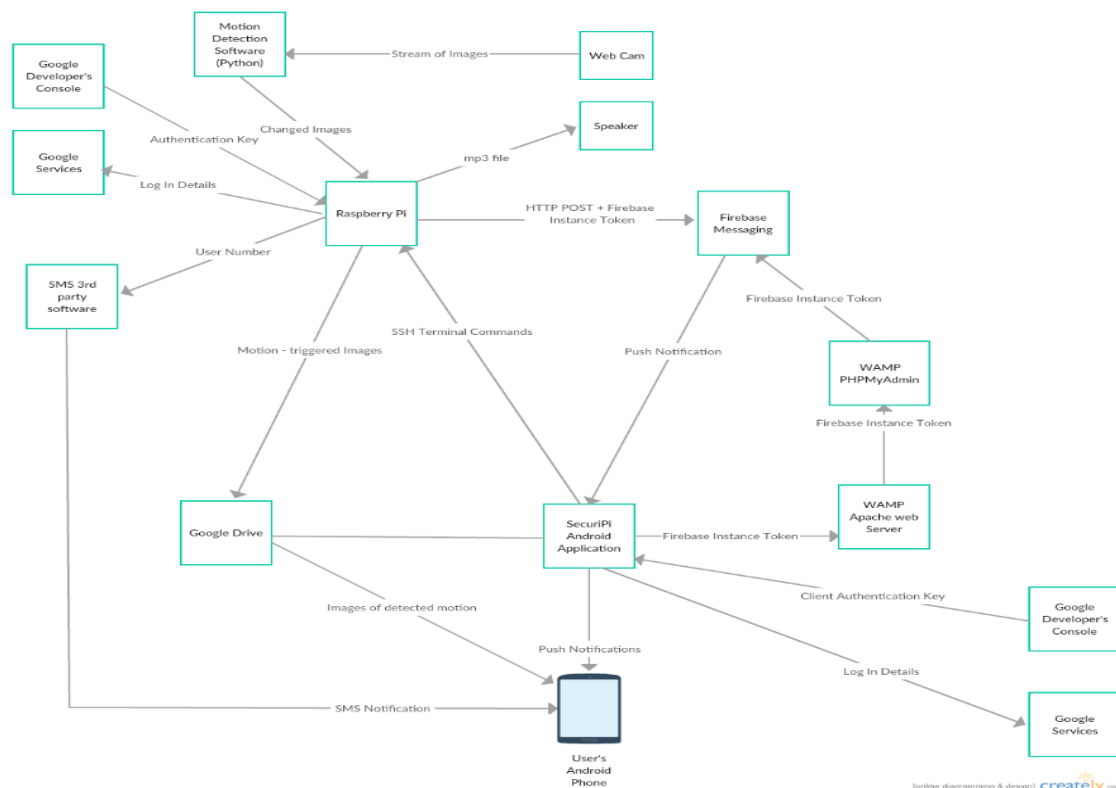 Motion
Detection
Software
(Python)
Stream of Images
Web Cam
Google
Developer's
Console
Changed Images
Speaker
Authentication Key
mp3 file
Google
Services
Log In Details
Raspberry Pi
HTTP POST + Firebase
Instance Token
Firebase
Messaging
User Number
SMS 3rd
party
software
Firebase Instance Token
SSH Terminal Commands
Motion - triggered Images
Push Notification
WAMP
PHPMyAdmin
Firebase Instance Token
WAMP
Apache web
Server
Google Drive
SecuriPi
Android
Application
Firebase Instance Token
Client Authentication Key
Images of detected motion
Google
Developer's
Console
Push Notifications
Log In Details
SMS Notification
Google
Services
User's
Android
Phone
[online diagramming & design] creately